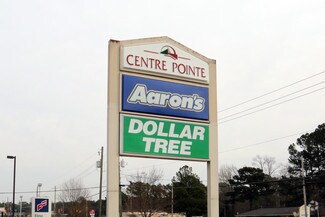 CENTRE POINTE
Aaron's
DOLLAR
TREE